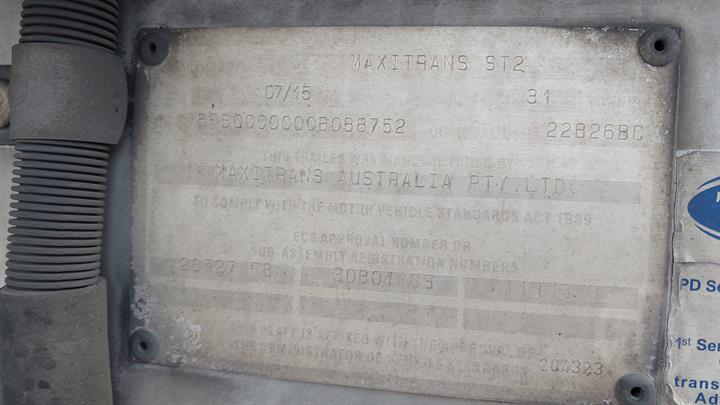 MAXITRANS ST2
07/15 31
22826BC
THIS TRAILER WAS MANUFACTURED BY
MAXITRANS AUSTRALIA PTY.LTD.
TO COMPLY WITH THE MOTOR VEHICLE STANDARDS ACT 1989
ECS APPROVAL NUMBER OR
SUB-ASSEMBLY REGISTRATION NUMBERS
30801
THIS PLATE IS AFFIXED WITH THE APPROVAL OF
THE ADMINISTRATOR OF VEHICLE STANDARDS 204323
PD Se
1st Ser
trans
Ad